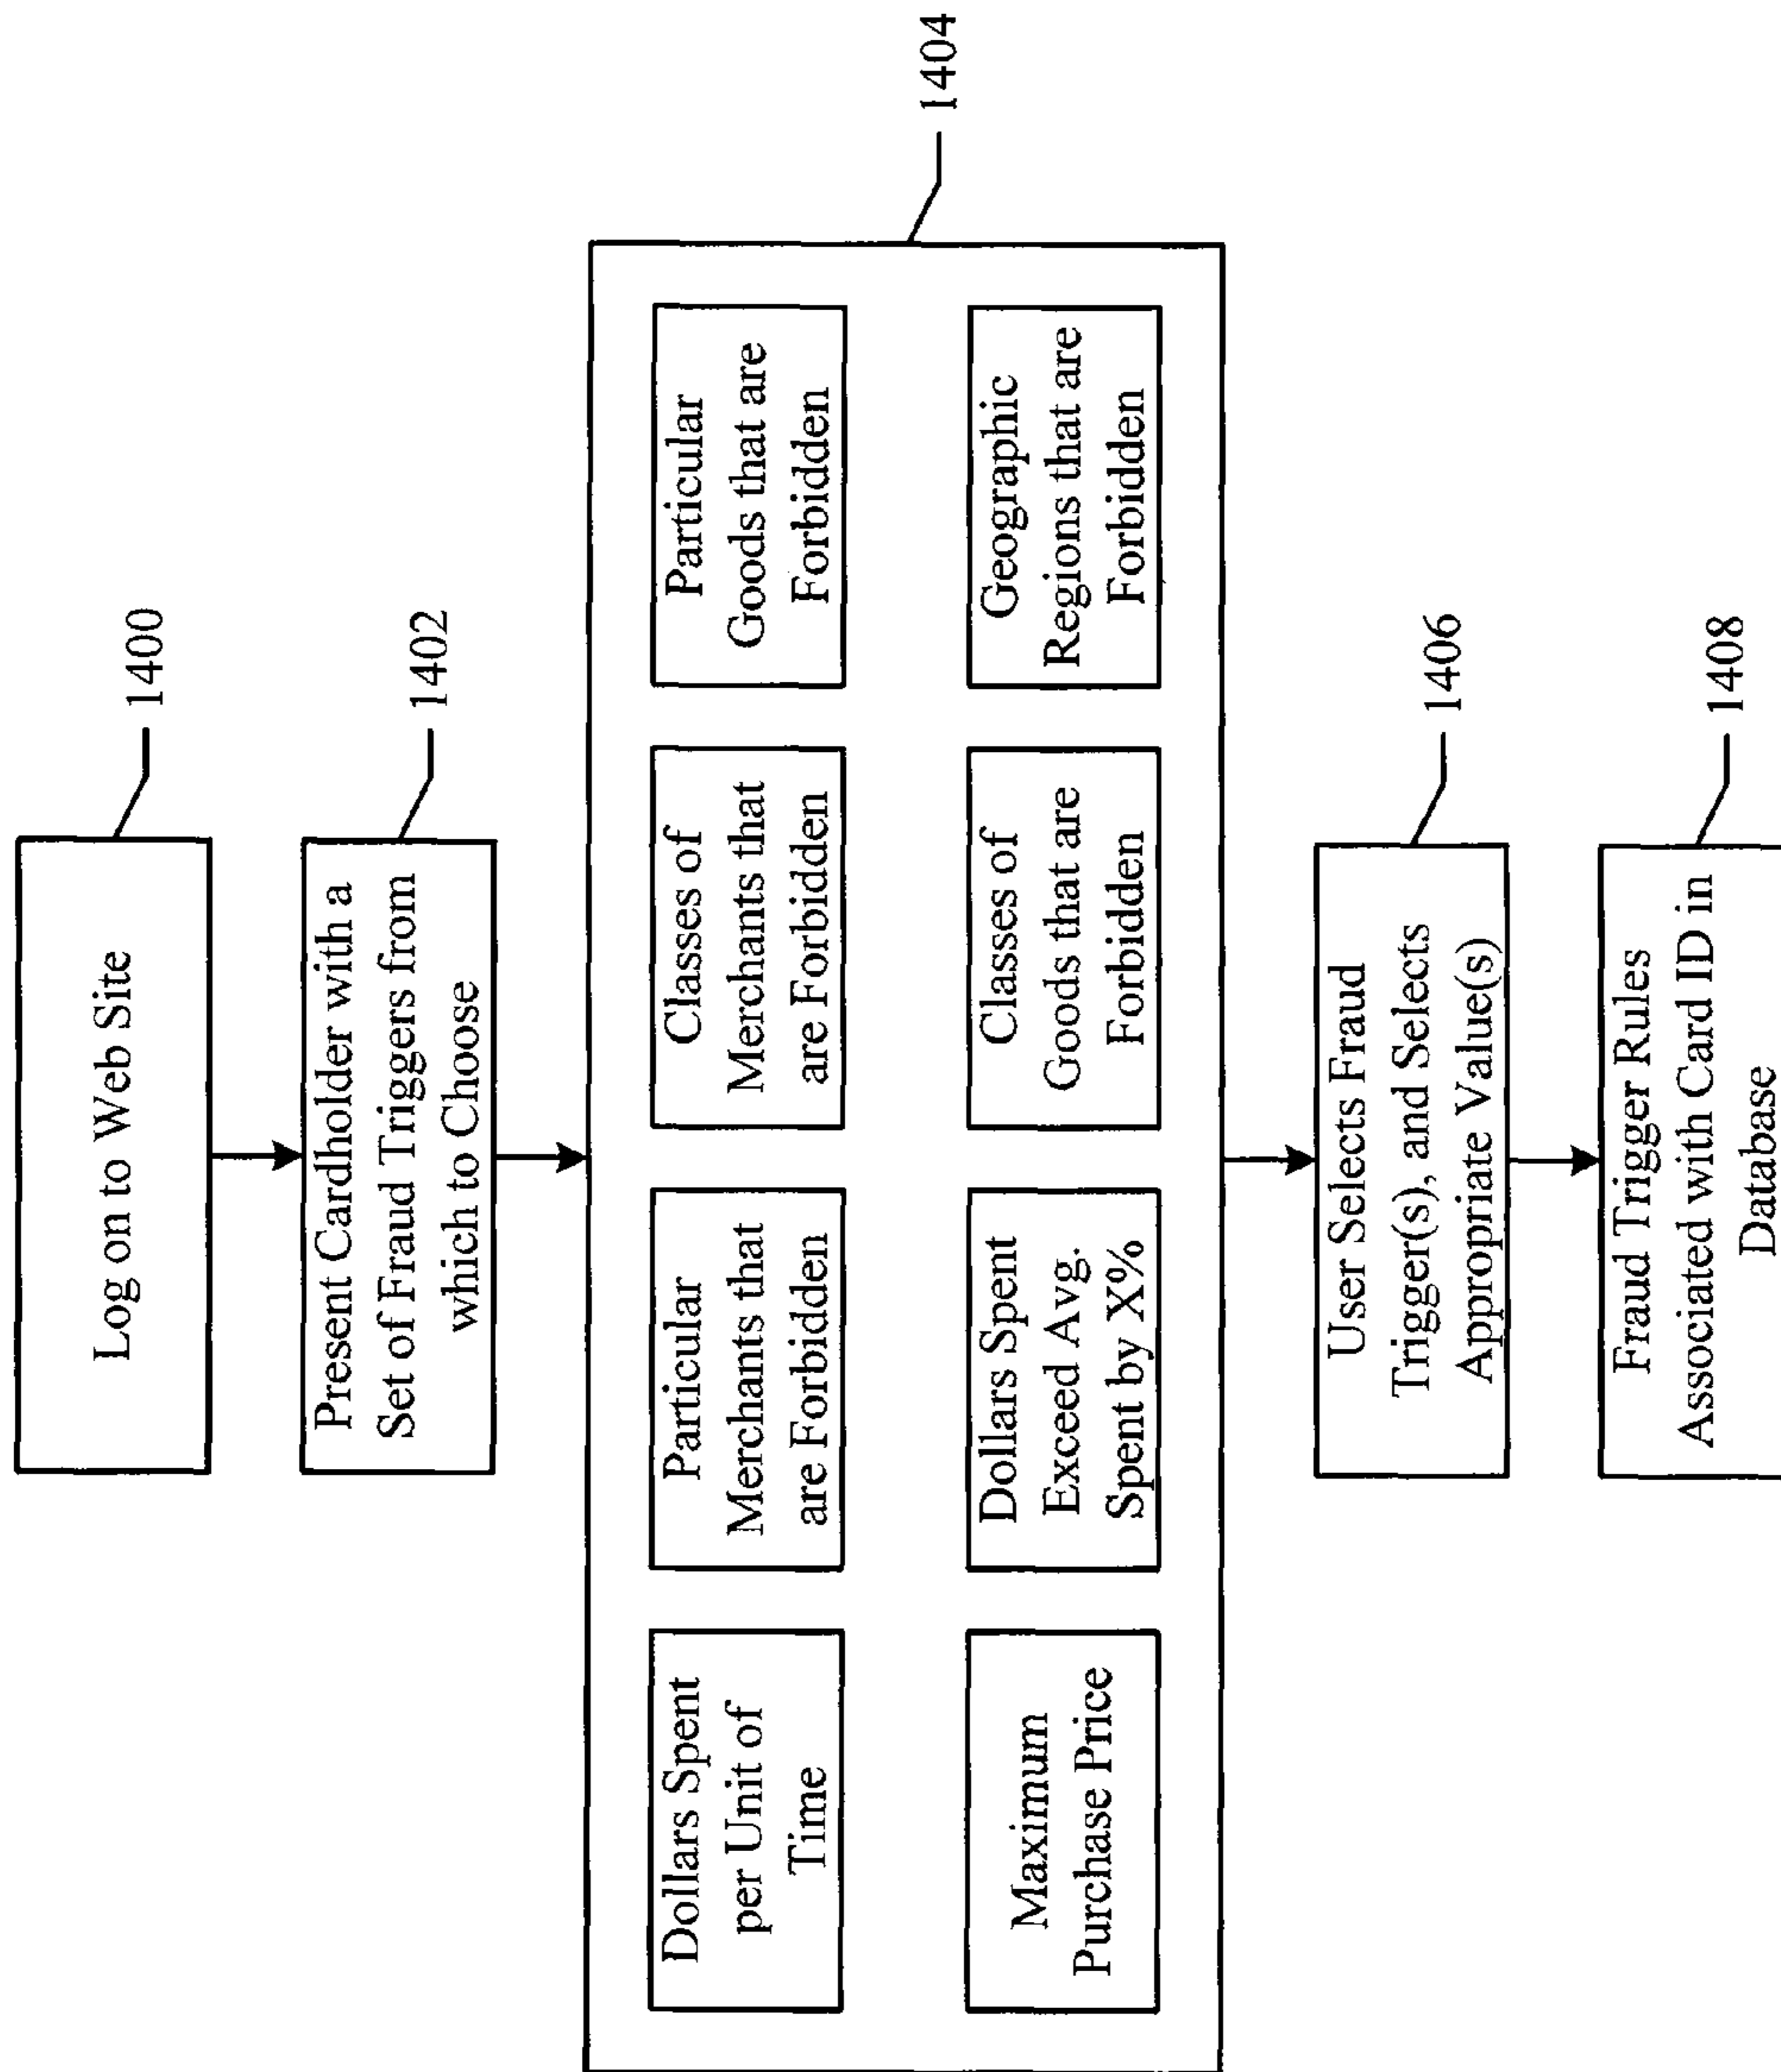 Log on to Web Site
1400
Present Cardholder with a
Set of Fraud Triggers from
which to Choose
1402
1404
Dollars Spent
per Unit of
Time
Particular
Merchants that
are Forbidden
Classes of
Merchants that
are Forbidden
Particular
Goods that are
Forbidden
Maximum
Purchase Price
Dollars Spent
Exceed Avg.
Spent by X%
Classes of
Goods that are
Forbidden
Geographic
Regions that are
Forbidden
User Selects Fraud
Trigger(s), and Selects
Appropriate Value(s)
1406
Fraud Trigger Rules
Associated with Card ID in
Database
1408